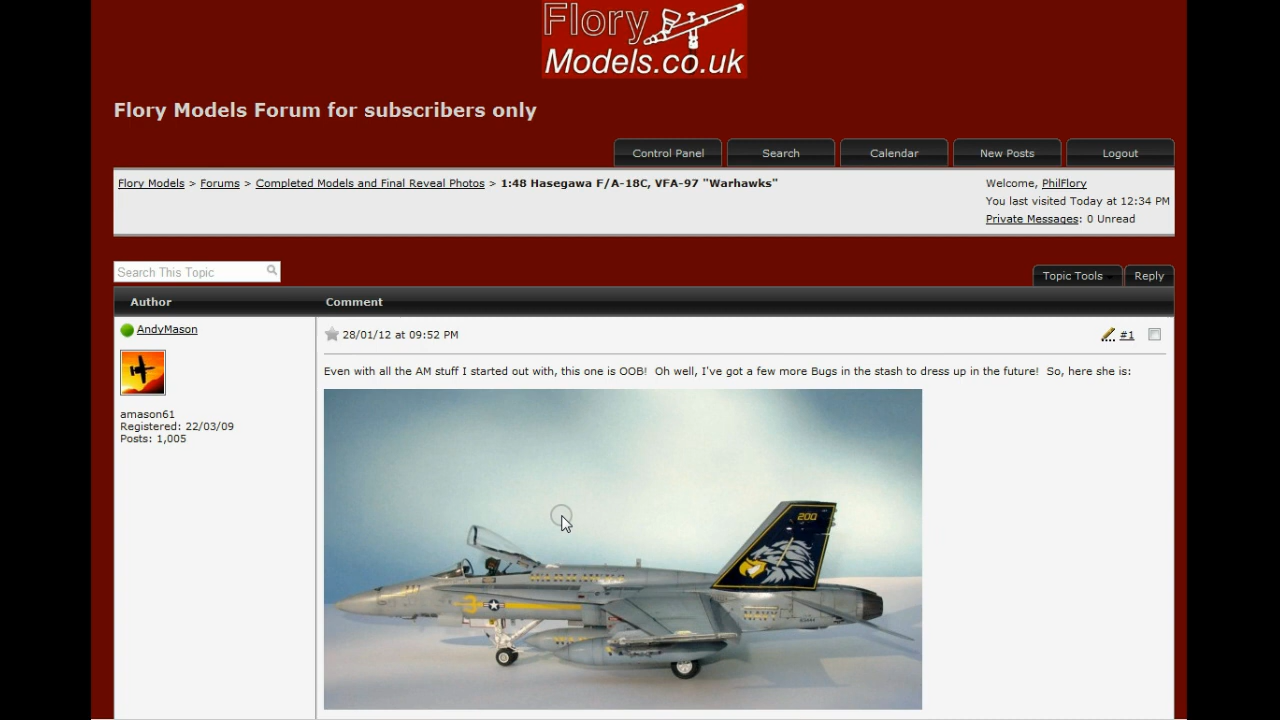 Flory
Models.co.uk
Flory Models Forum for subscribers only
Control Panel Search Calendar New Posts Logout
Flory Models > Forums > Completed Models and Final Reveal Photos > 1:48 Hasegawa F/A-18C, VFA-97 "Warhawks"
Welcome, PhilFlory
You last visited Today at 12:34 PM
Private Messages: 0 Unread
Search This Topic
Topic Tools Reply
Author Comment
AndyMason
28/01/12 at 09:52 PM #1
amason61
Registered: 22/03/09
Posts: 1,005
Even with all the AM stuff I started out with, this one is OOB! Oh well, I've got a few more Bugs in the stash to dress up in the future! So, here she is:
200